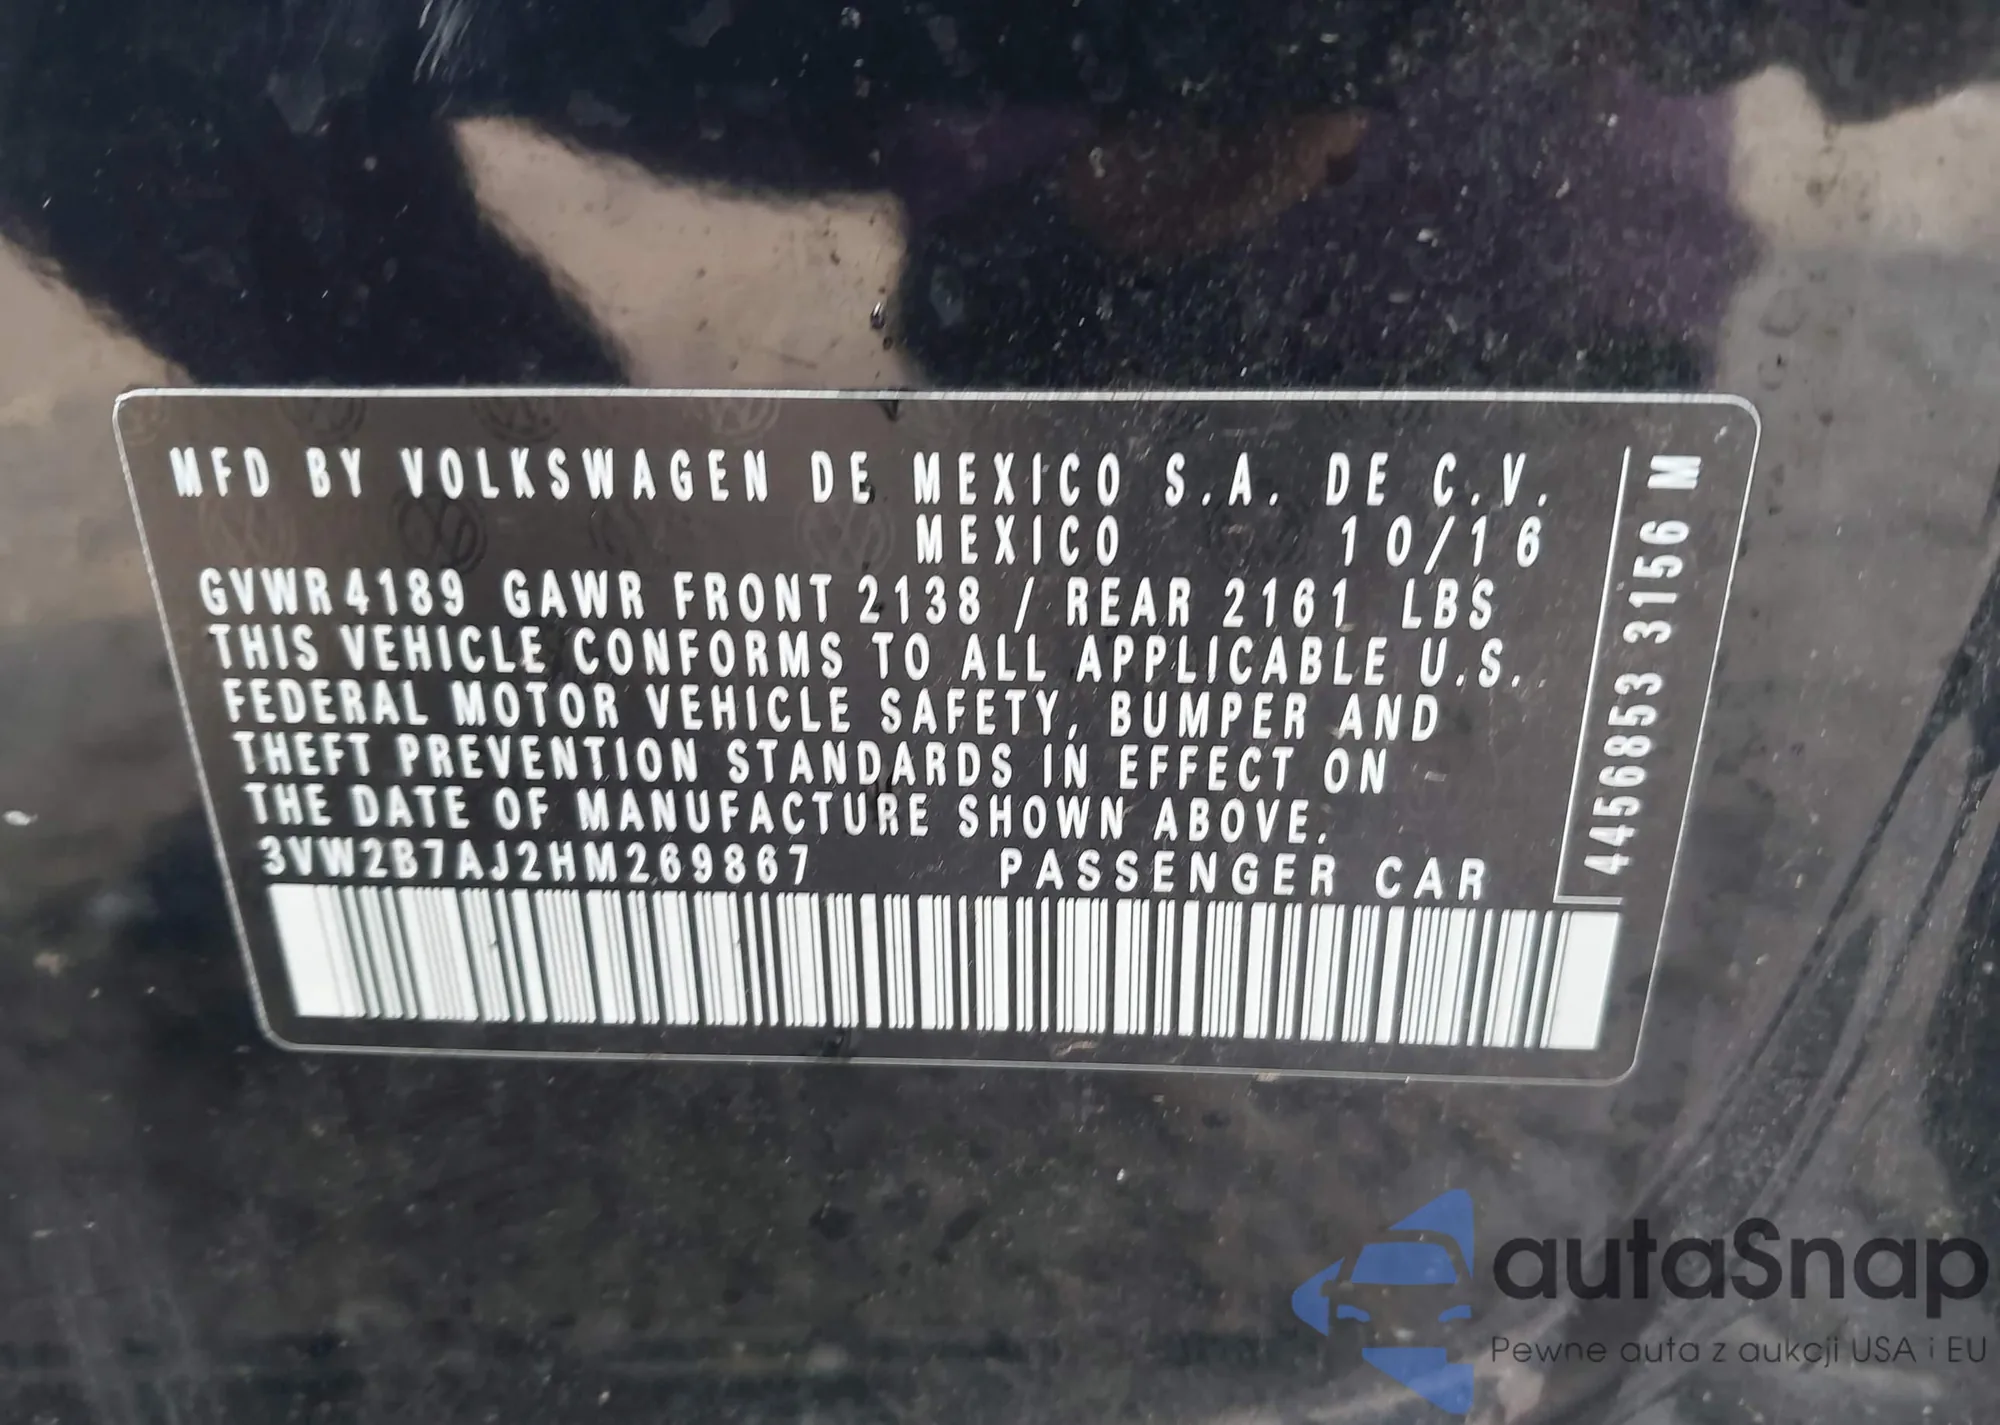 MFD BY VOLKSWAGEN DE MEXICO S.A. DE C.V.
MEXICO 10/16
GVWR 4189 GAWR FRONT 2138 / REAR 2161 LBS
THIS VEHICLE CONFORMS TO ALL APPLICABLE U.S.
FEDERAL MOTOR VEHICLE SAFETY, BUMPER AND
THEFT PREVENTION STANDARDS IN EFFECT ON
THE DATE OF MANUFACTURE SHOWN ABOVE.
3VW2B7AJ2HM269867 PASSENGER CAR
4456853 3156 M
autaSnap
Pewne auta z aukcji USA i EU